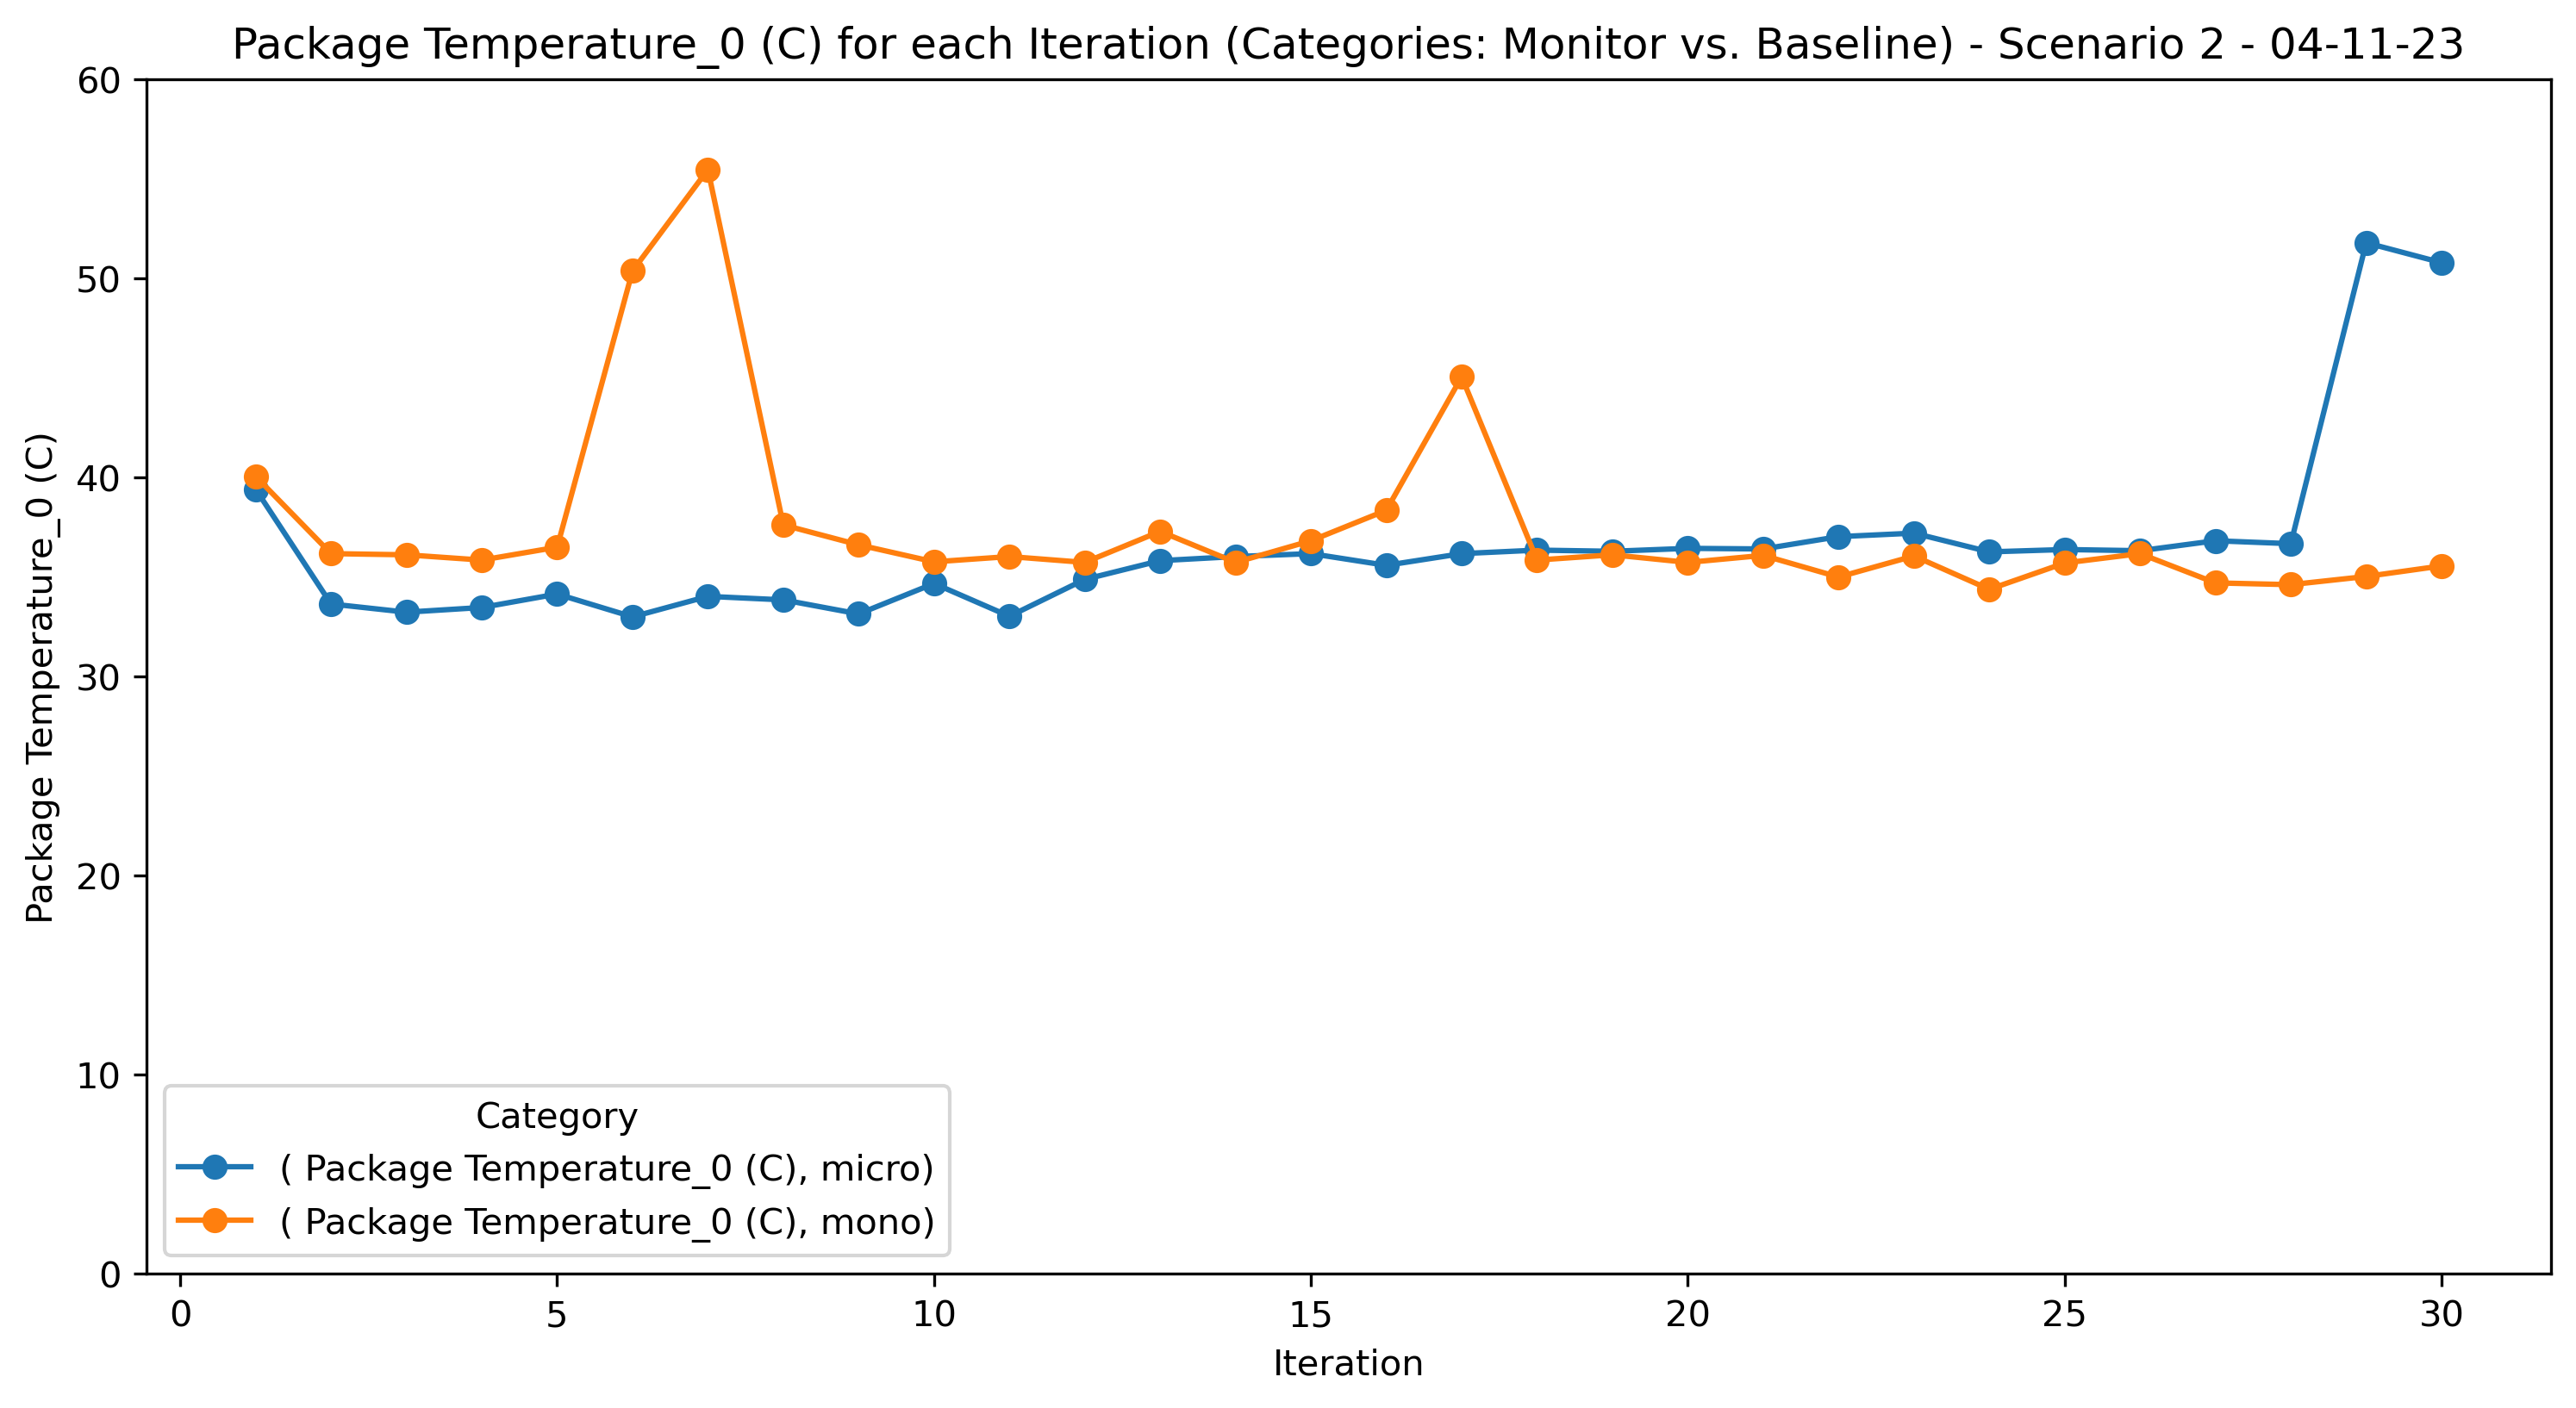 Package Temperature_0 (C) for each Iteration (Categories: Monitor vs. Baseline) - Scenario 2 - 04-11-23
Package Temperature_0 (C)
60
50
40
30
20
10
0
Category
( Package Temperature_0 (C), micro)
( Package Temperature_0 (C), mono)
0 5 10 15 20 25 30
Iteration